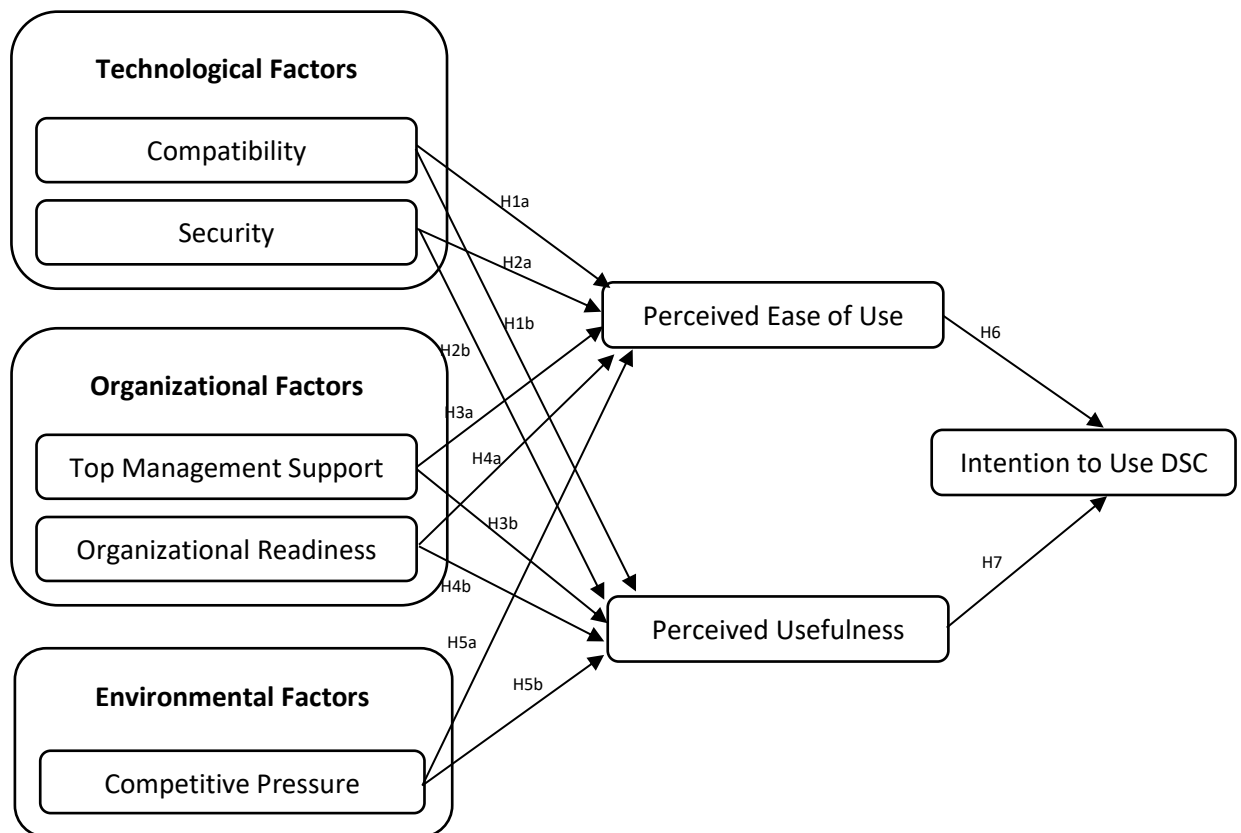 Technological Factors
Compatibility
Security
H1a
H2a
H1b
H2b
Perceived Ease of Use
H6
Organizational Factors
Top Management Support
Organizational Readiness
H3a
H4a
H3b
H4b
Intention to Use DSC
H7
Perceived Usefulness
H5a
H5b
Environmental Factors
Competitive Pressure